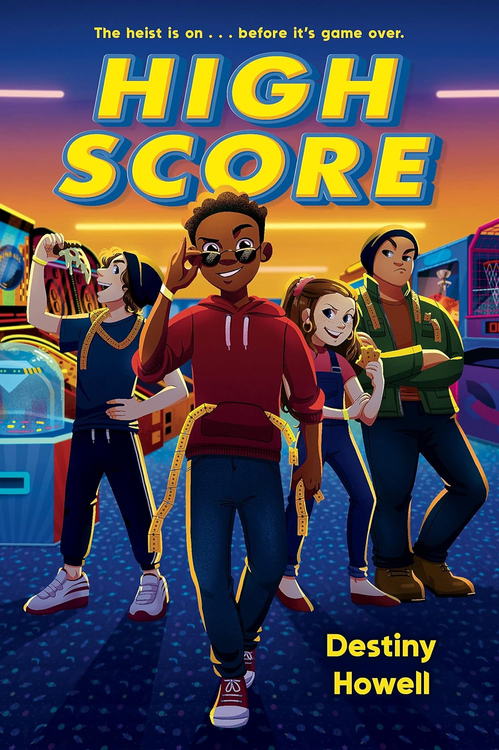 The heist is on . . . before it's game over.
HIGH
SCORE
Destiny
Howell